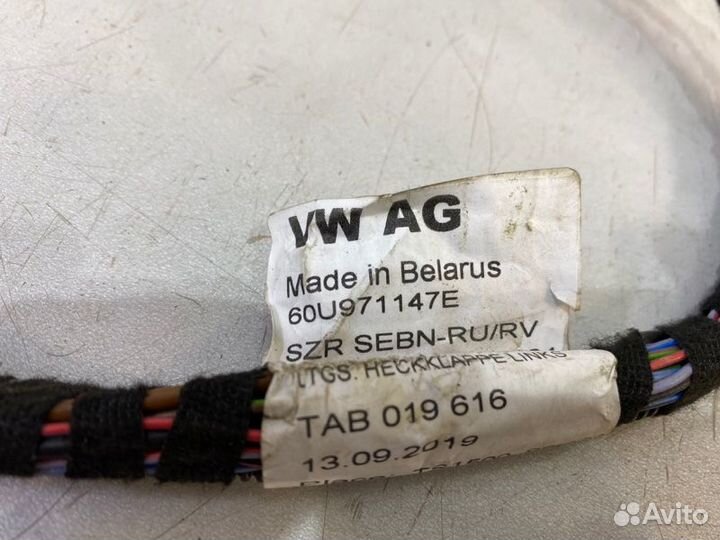 VW AG
Made in Belarus
60U971147E
SZR SEBN-RU/RV
LTGS. HECKKLAPPE LINKS
TAB 019 616
13.09.2019
Avito